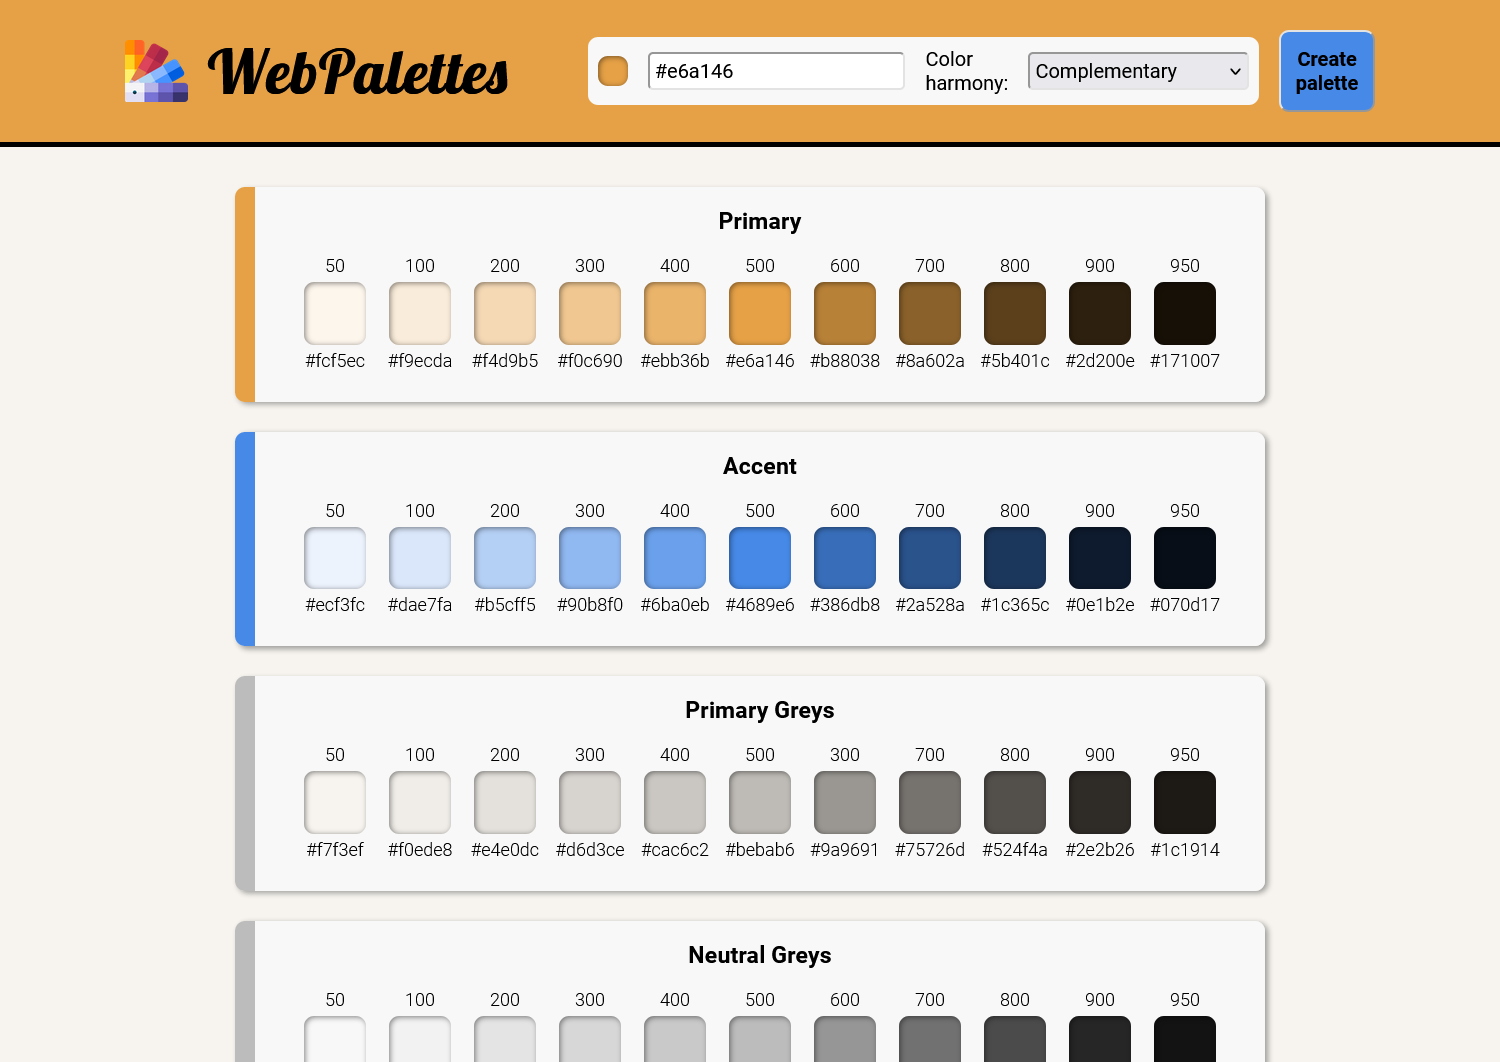 WebPalettes
#e6a146
Color
harmony:
Complementary
Create
palette
Primary
50 100 200 300 400 500 600 700 800 900 950
#fcf5ec #f9ecda #f4d9b5 #f0c690 #ebb36b #e6a146 #b88038 #8a602a #5b401c #2d200e #171007
Accent
50 100 200 300 400 500 600 700 800 900 950
#ecf3fc #dae7fa #b5cff5 #90b8f0 #6ba0eb #4689e6 #386db8 #2a528a #1c365c #0e1b2e #070d17
Primary Greys
50 100 200 300 400 500 300 700 800 900 950
#f7f3ef #f0ede8 #e4e0dc #d6d3ce #cac6c2 #bebab6 #9a9691 #75726d #524f4a #2e2b26 #1c1914
Neutral Greys
50 100 200 300 400 500 600 700 800 900 950